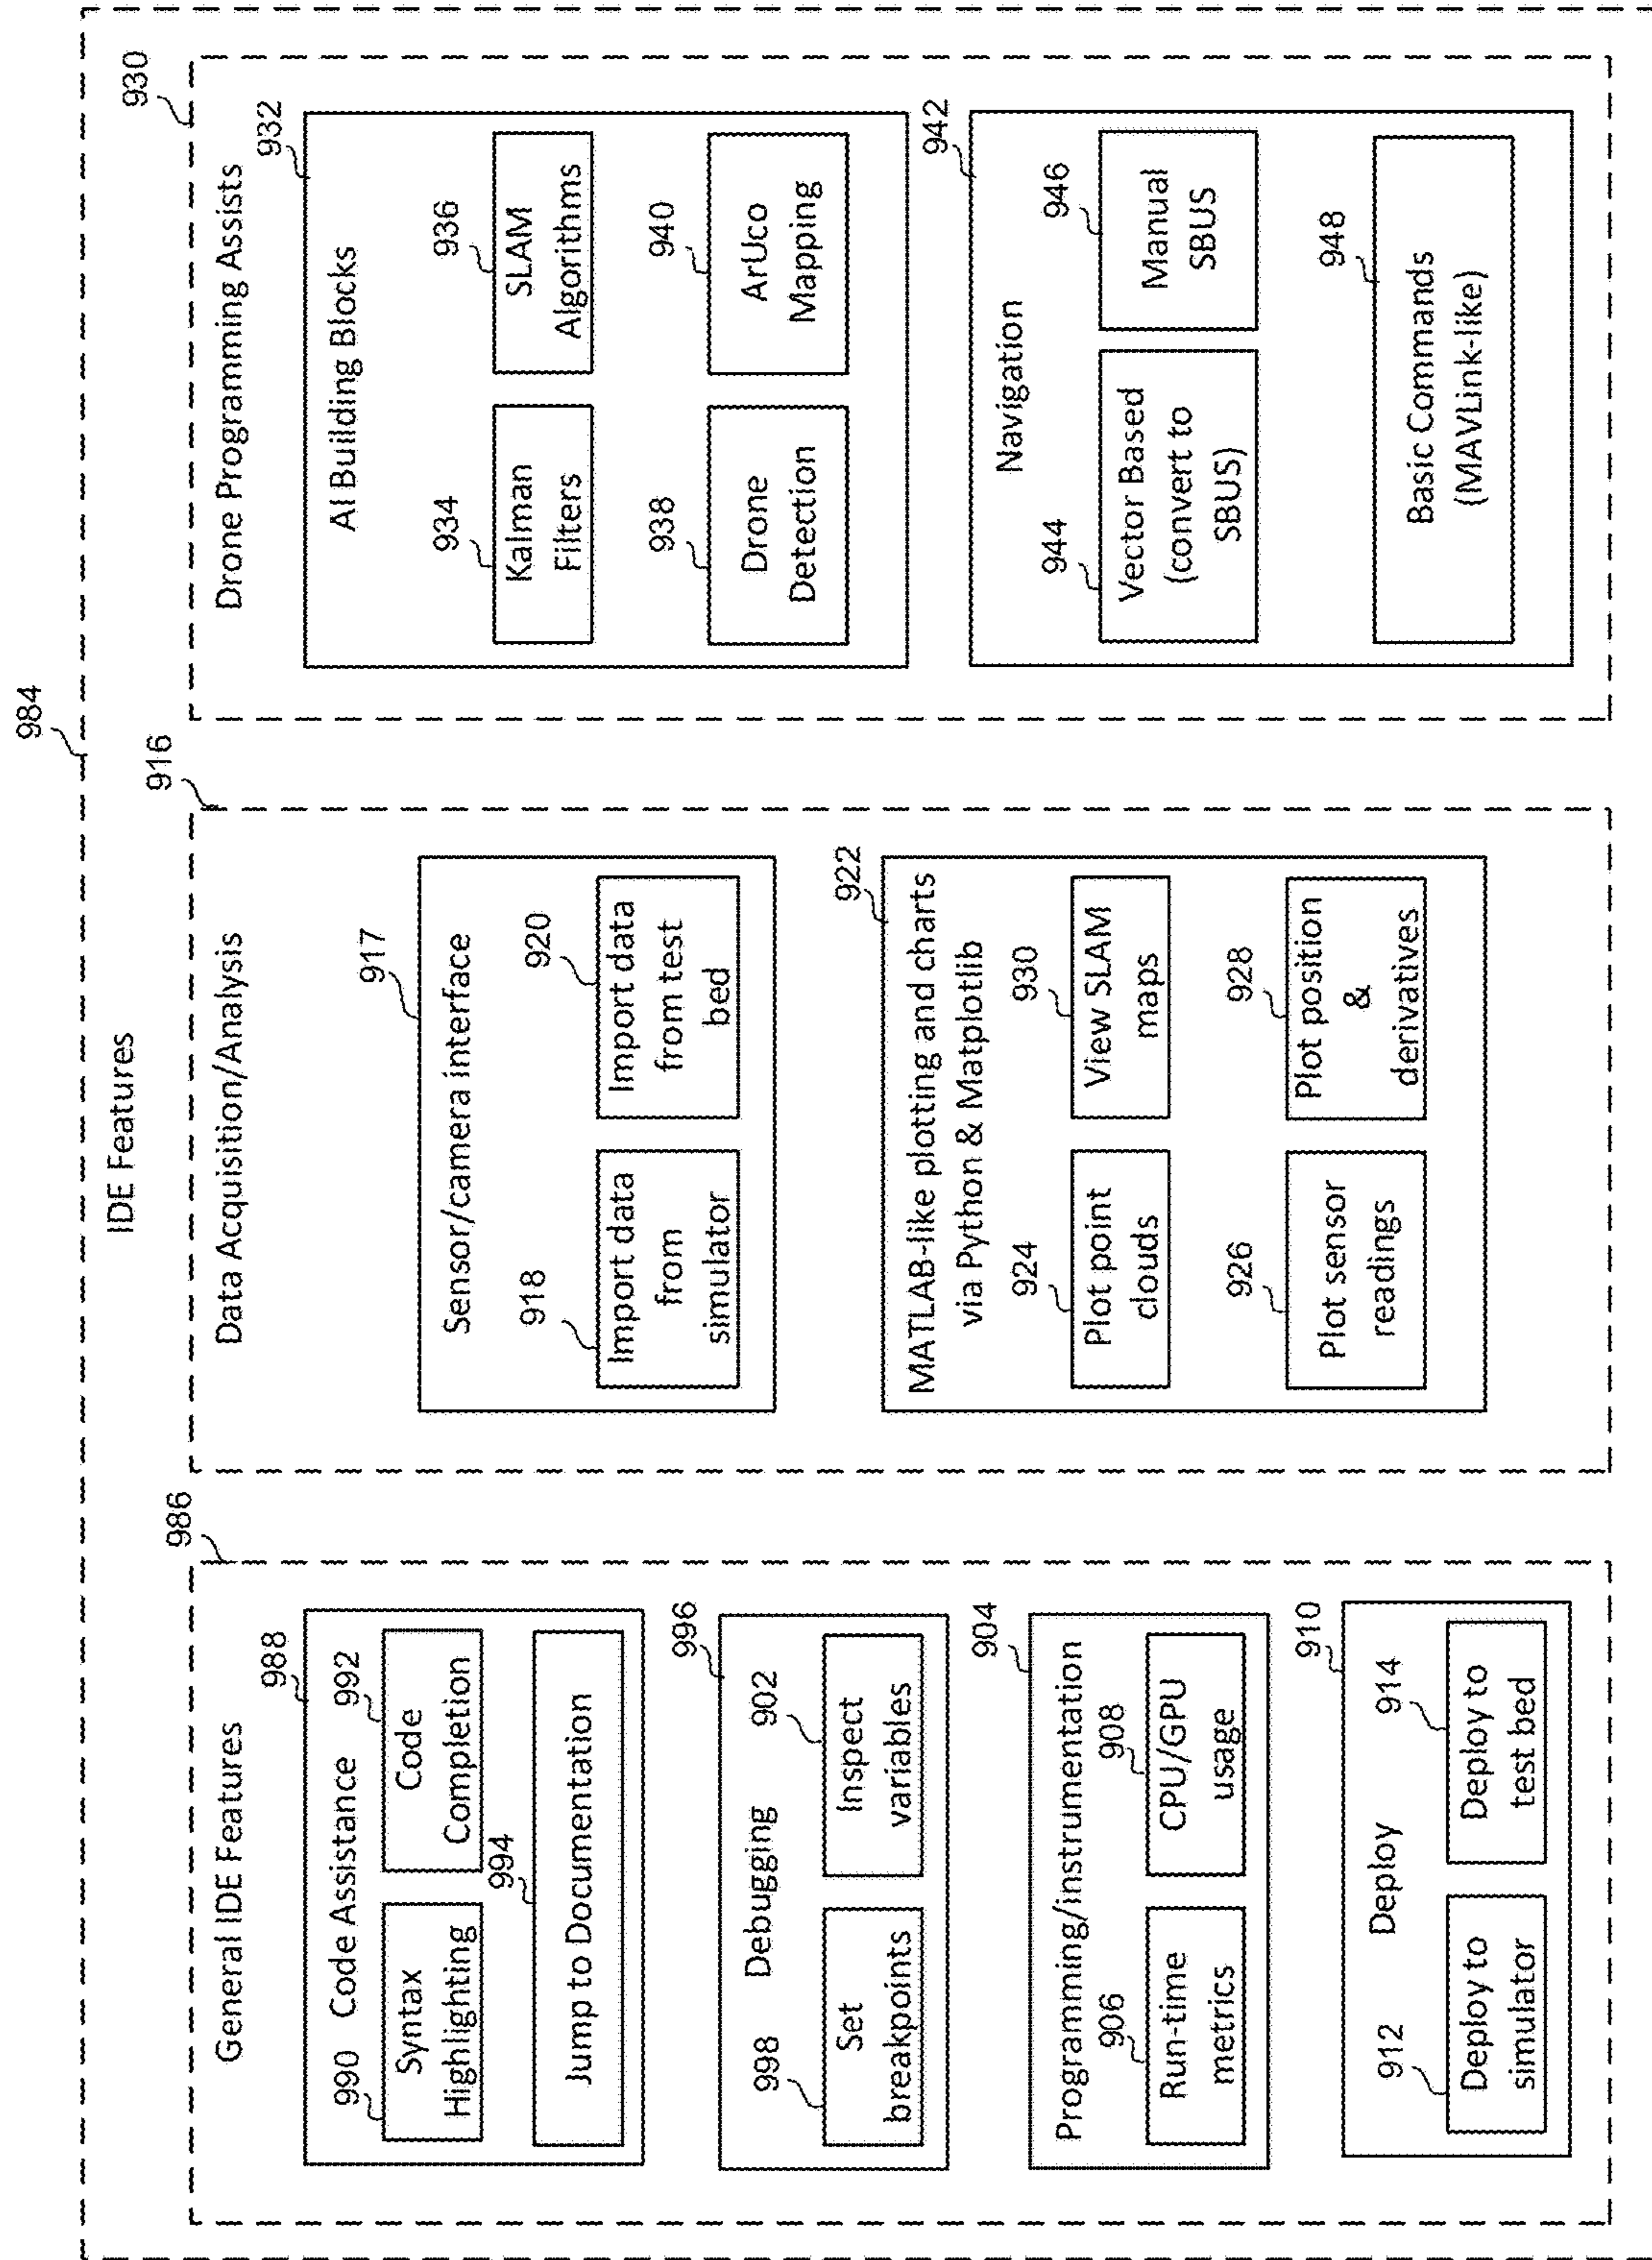 984
IDE Features
986
General IDE Features
988
990
Code Assistance
992
Syntax
Highlighting
Code
Completion
994
Jump to Documentation
996
998
Debugging
902
Set
breakpoints
Inspect
variables
904
Programming/instrumentation
906
908
Run-time
metrics
CPU/GPU
usage
910
912
Deploy
914
Deploy to
simulator
Deploy to
test bed
916
Data Acquisition/Analysis
917
Sensor/camera interface
918
920
Import data
from
simulator
Import data
from test
bed
922
MATLAB-like plotting and charts
via Python & Matplotlib
924
930
Plot point
clouds
View SLAM
maps
926
928
Plot sensor
readings
Plot position
&
derivatives
930
Drone Programming Assists
932
AI Building Blocks
934
936
Kalman
Filters
SLAM
Algorithms
938
940
Drone
Detection
ArUco
Mapping
942
Navigation
944
946
Vector Based
(convert to
SBUS)
Manual
SBUS
948
Basic Commands
(MAVLink-like)